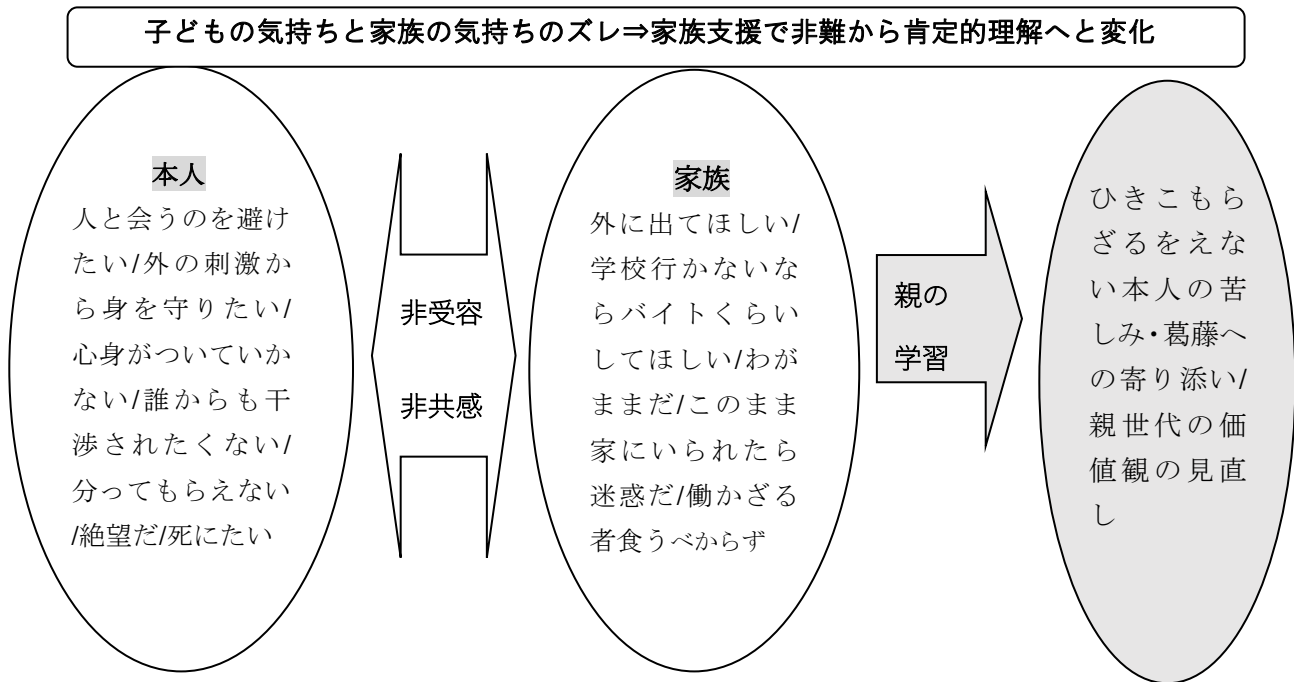 子どもの気持ちと家族の気持ちのズレ⇒家族支援で非難から肯定的理解へと変化
本人
人と会うのを避け
たい/外の刺激か
ら身を守りたい/
心身がついていか
ない/誰からも干
渉されたくない/
分ってもらえない
/絶望だ/死にたい
非受容
非共感
家族
外に出てほしい/
学校行かないな
らバイトくらい
してほしい/わが
ままだ/このまま
家にいられたら
迷惑だ/働かざる
者食うべからず
親の
学習
ひきこもら
ざるをえな
い本人の苦
しみ・葛藤へ
の寄り添い/
親世代の価
値観の見直
し